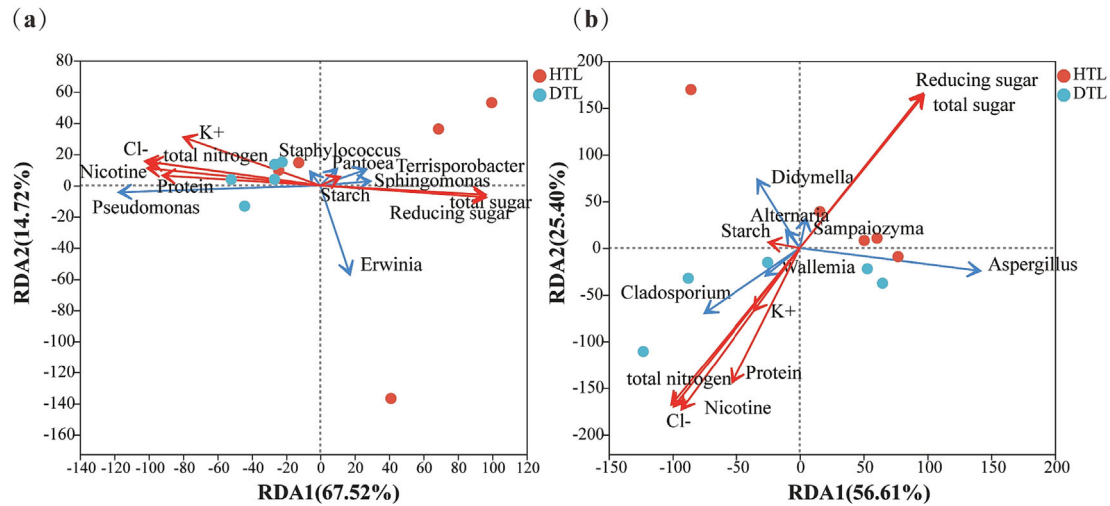 (a)
80
60
40
20
0
-20
-40
-60
-80
-100
-120
-140
-160
RDA2(14.72%)
-140
-120
-100
-80
-60
-40
-20
0
20
40
60
80
100
120
RDA1(67.52%)
HTL
DTL
K+
Cl-
total nitrogen
Nicotine
Protein
Pseudomonas
Staphylococcus
Pantoea
Terrisporobacter
Sphingomonas
Starch
total sugar
Reducing sugar
Erwinia
(b)
200
150
100
50
0
-50
-100
-150
-200
RDA2(25.40%)
-150
-100
-50
0
50
100
150
200
RDA1(56.61%)
HTL
DTL
Reducing sugar
total sugar
Didymella
Alternaria
Starch
Sampaiozyma
Wallemia
Aspergillus
Cladosporium
K+
total nitrogen
Protein
Nicotine
Cl-